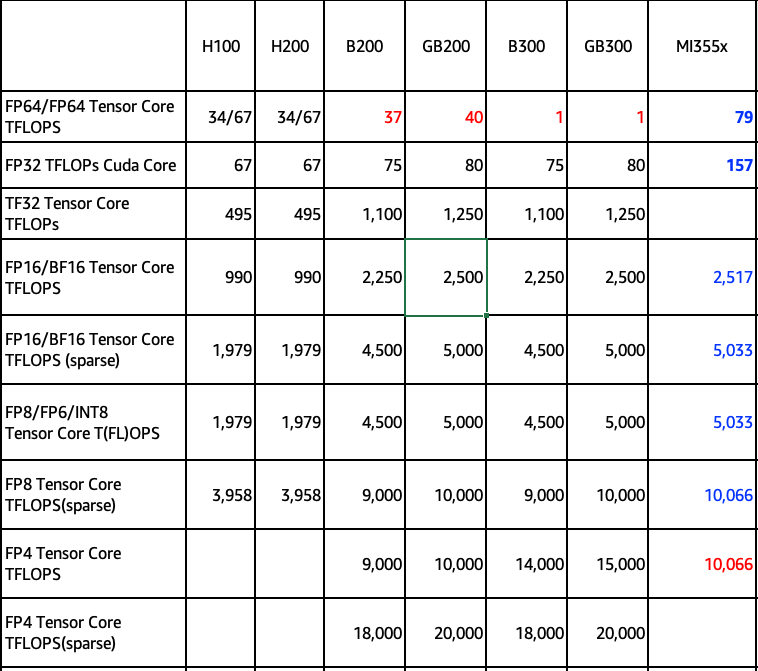 H100 H200 B200 GB200 B300 GB300 MI355x
FP64/FP64 Tensor Core
TFLOPS
34/67 34/67 37 40 1 1 79
FP32 TFLOPs Cuda Core 67 67 75 80 75 80 157
TF32 Tensor Core
TFLOPs
495 495 1,100 1,250 1,100 1,250
FP16/BF16 Tensor Core
TFLOPS
990 990 2,250 2,500 2,250 2,500 2,517
FP16/BF16 Tensor Core
TFLOPS (sparse)
1,979 1,979 4,500 5,000 4,500 5,000 5,033
FP8/FP6/INT8
Tensor Core T(FL)OPS
1,979 1,979 4,500 5,000 4,500 5,000 5,033
FP8 Tensor Core
TFLOPS(sparse)
3,958 3,958 9,000 10,000 9,000 10,000 10,066
FP4 Tensor Core
TFLOPS
9,000 10,000 14,000 15,000 10,066
FP4 Tensor Core
TFLOPS(sparse)
18,000 20,000 18,000 20,000